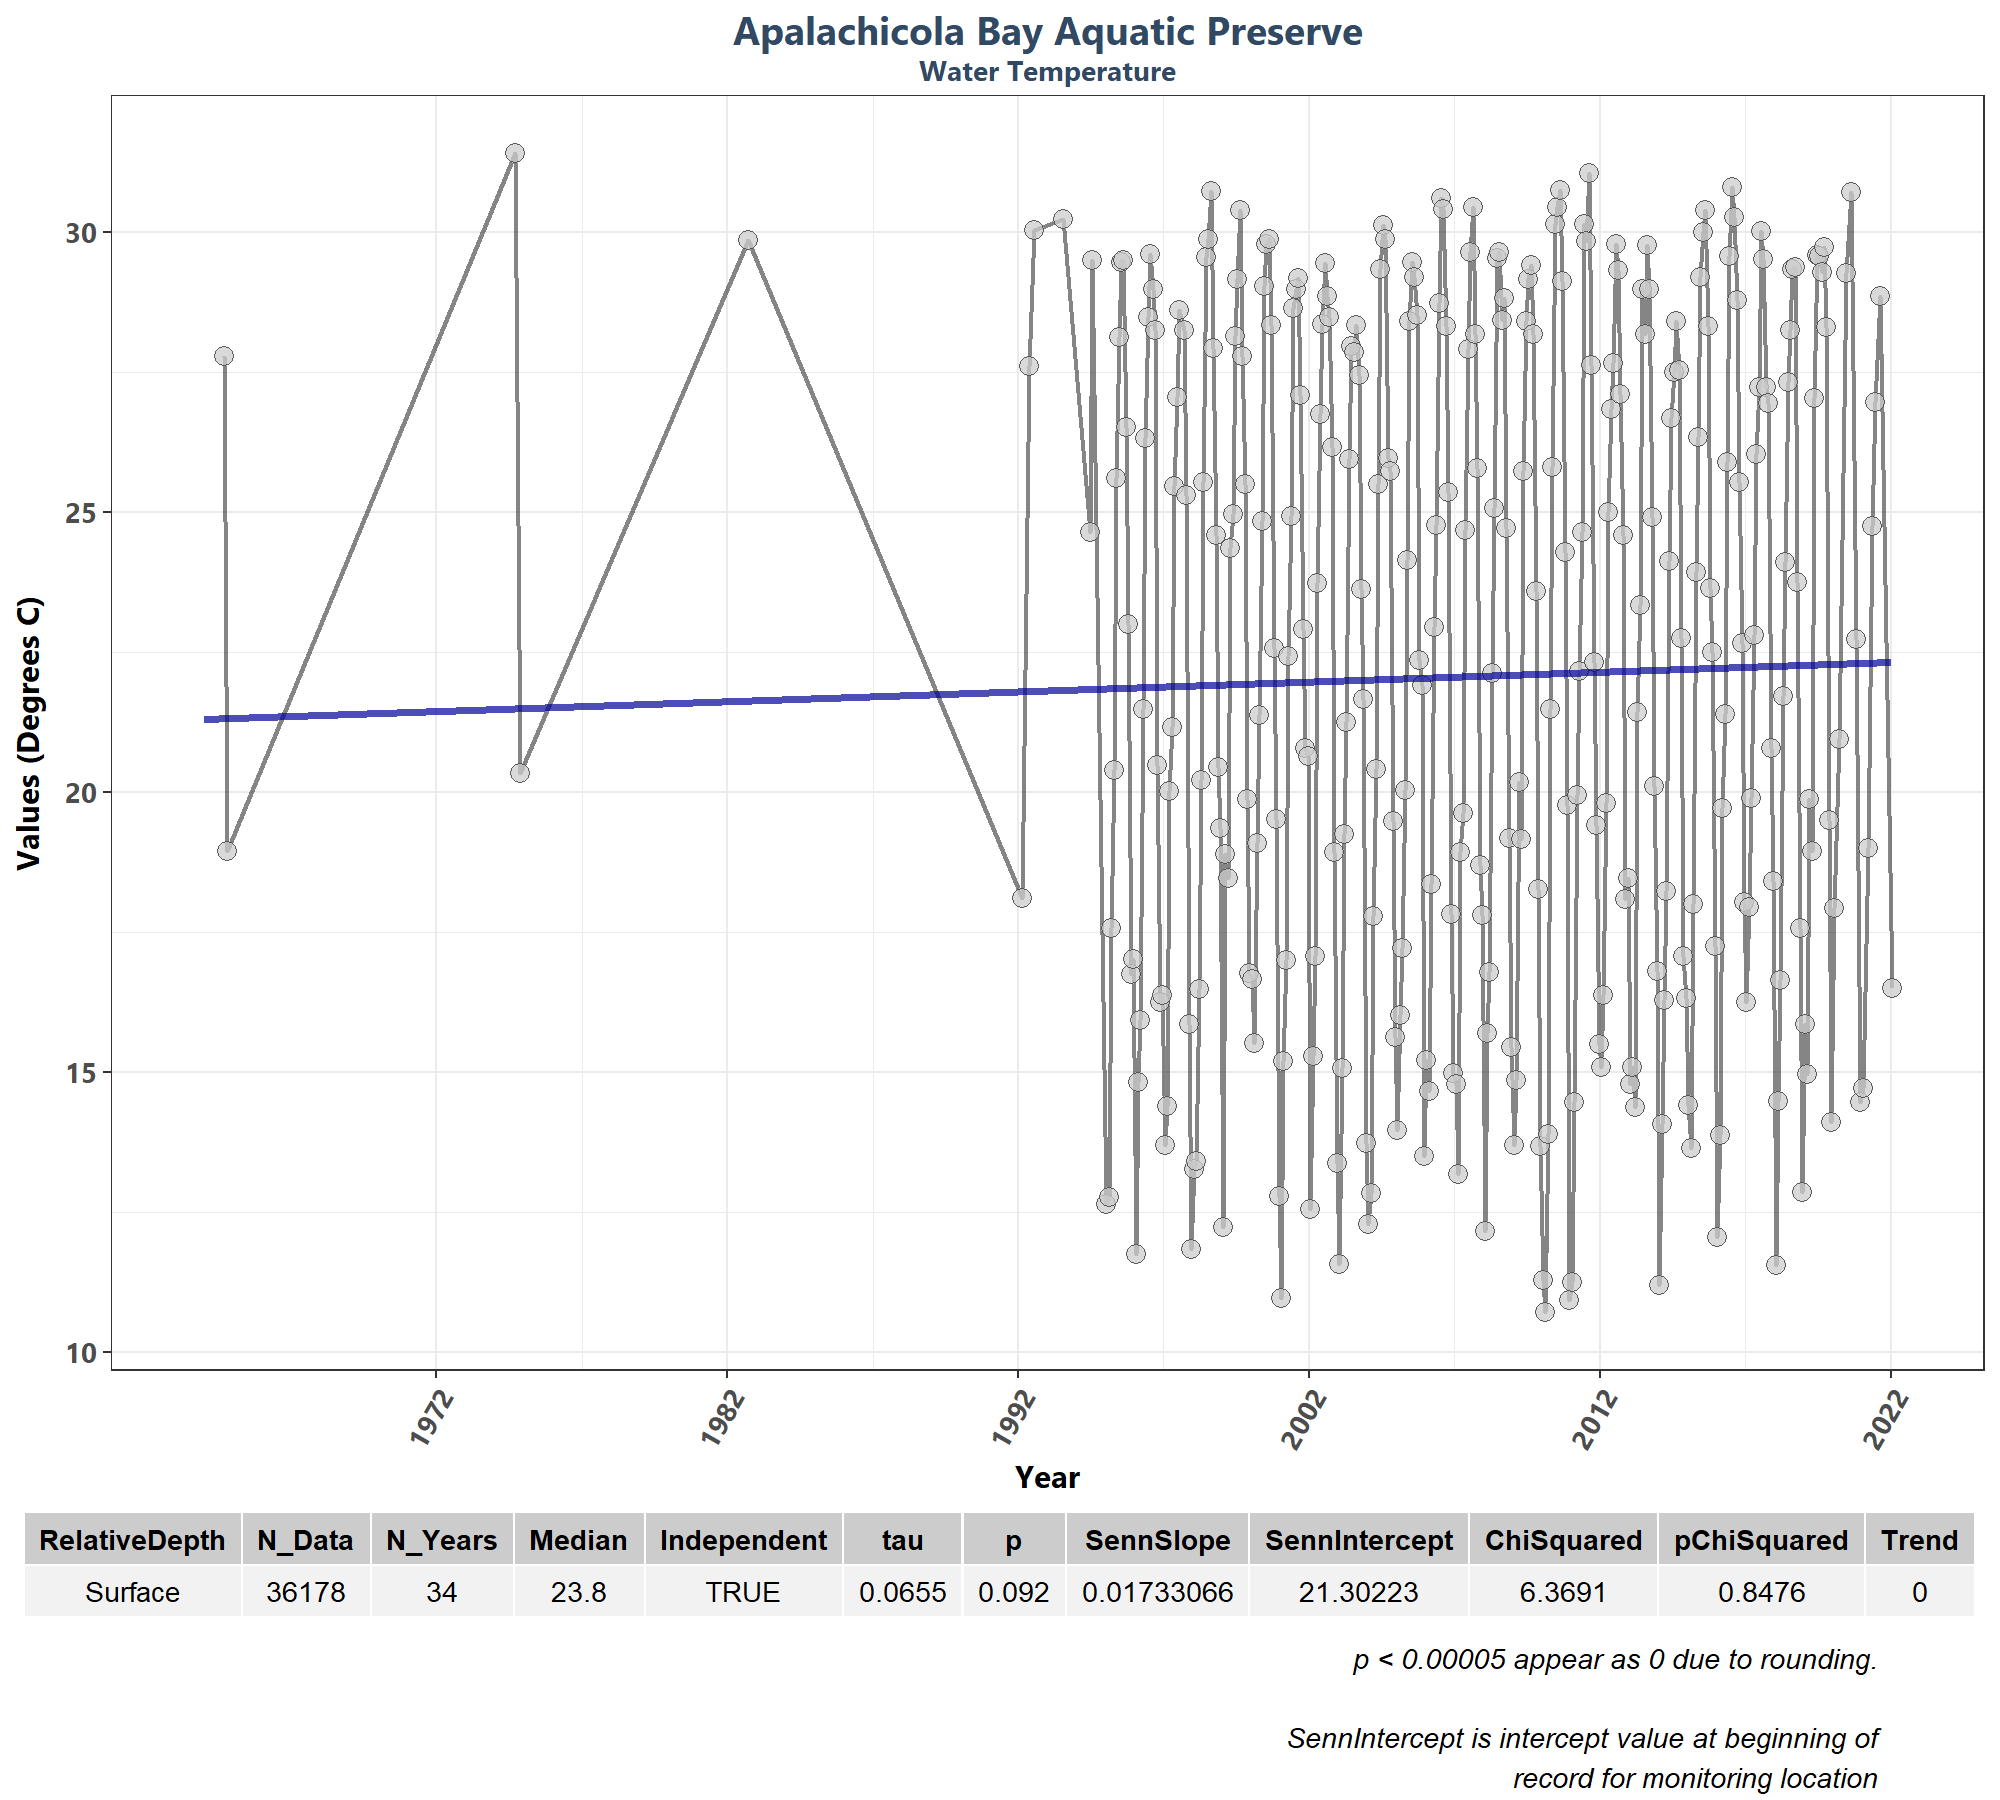 Apalachicola Bay Aquatic Preserve
Water Temperature
Values (Degrees C)
30
25
20
15
10
1972 1982 1992 2002 2012 2022
Year
RelativeDepth N_Data N_Years Median Independent tau p SennSlope SennIntercept ChiSquared pChiSquared Trend
Surface 36178 34 23.8 TRUE 0.0655 0.092 0.01733066 21.30223 6.3691 0.8476 0
p < 0.00005 appear as 0 due to rounding.
SennIntercept is intercept value at beginning of
record for monitoring location